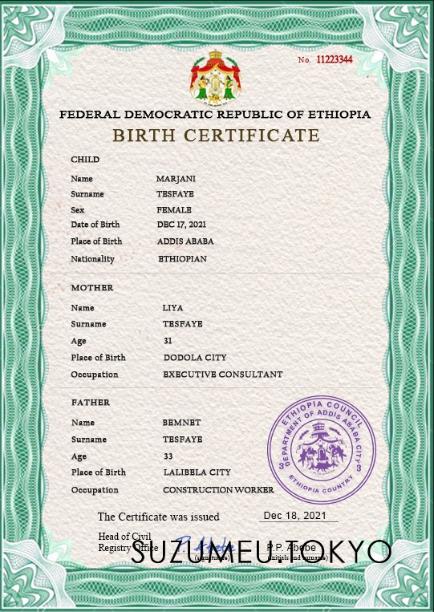 No. 11223344
FEDERAL DEMOCRATIC REPUBLIC OF ETHIOPIA
BIRTH CERTIFICATE
CHILD
Name MARJANI
Surname TESFAYE
Sex FEMALE
Date of Birth DEC 17, 2021
Place of Birth ADDIS ABABA
Nationality ETHIOPIAN
MOTHER
Name LIYA
Surname TESFAYE
Age 31
Place of Birth DODOLA CITY
Occupation EXECUTIVE CONSULTANT
FATHER
Name BEMNET
Surname TESFAYE
Age 33
Place of Birth LALIBELA CITY
Occupation CONSTRUCTION WORKER
ETHIOPIA COUNCIL
DEPARTMENT OF ADDIS ABABA CITY
ETHIOPIA COUNTRY
The Certificate was issued Dec 18, 2021
Head of Civil
Registry Office P. Abebe P.P. Abebe
SUZUMEU.TOKYO